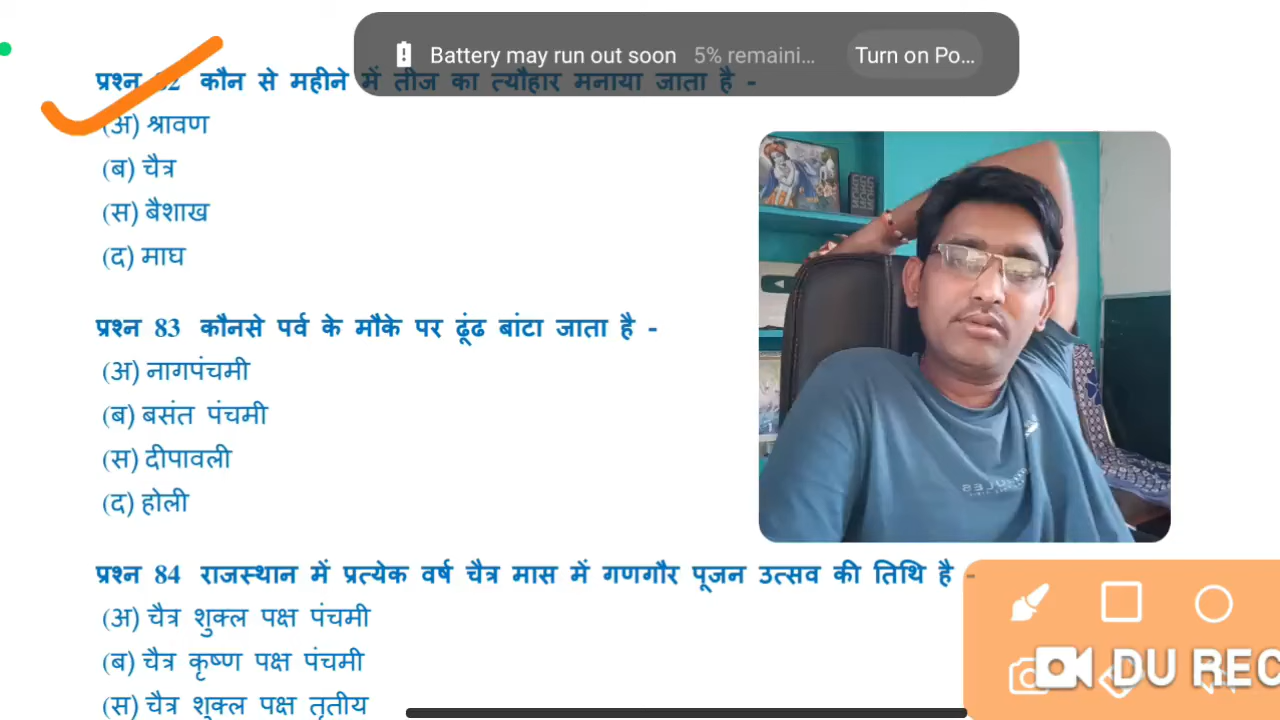 Battery may run out soon 5% remaini... Turn on Po...
प्रश्न 82 कौन से महीने में तीज का त्यौहार मनाया जाता है -
(अ) श्रावण
(ब) चैत्र
(स) बैशाख
(द) माघ
प्रश्न 83 कौनसे पर्व के मौके पर ढूंढ बांटा जाता है -
(अ) नागपंचमी
(ब) बसंत पंचमी
(स) दीपावली
(द) होली
प्रश्न 84 राजस्थान में प्रत्येक वर्ष चैत्र मास में गणगौर पूजन उत्सव की तिथि है -
(अ) चैत्र शुक्ल पक्ष पंचमी
(ब) चैत्र कृष्ण पक्ष पंचमी
(स) चैत्र शुक्ल पक्ष तृतीय
DU REC